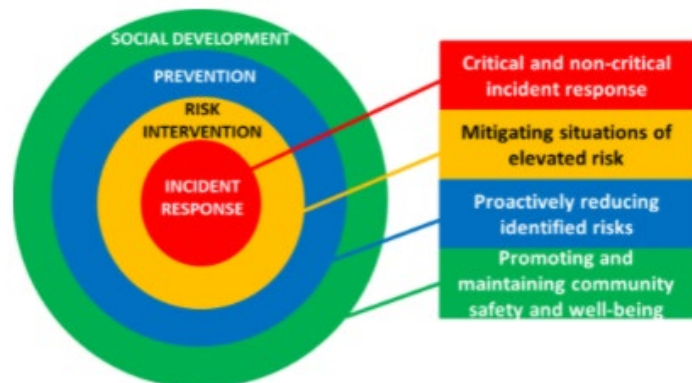 SOCIAL DEVELOPMENT
PREVENTION
RISK
INTERVENTION
INCIDENT
RESPONSE
Critical and non-critical
incident response
Mitigating situations of
elevated risk
Proactively reducing
identified risks
Promoting and
maintaining community
safety and well-being